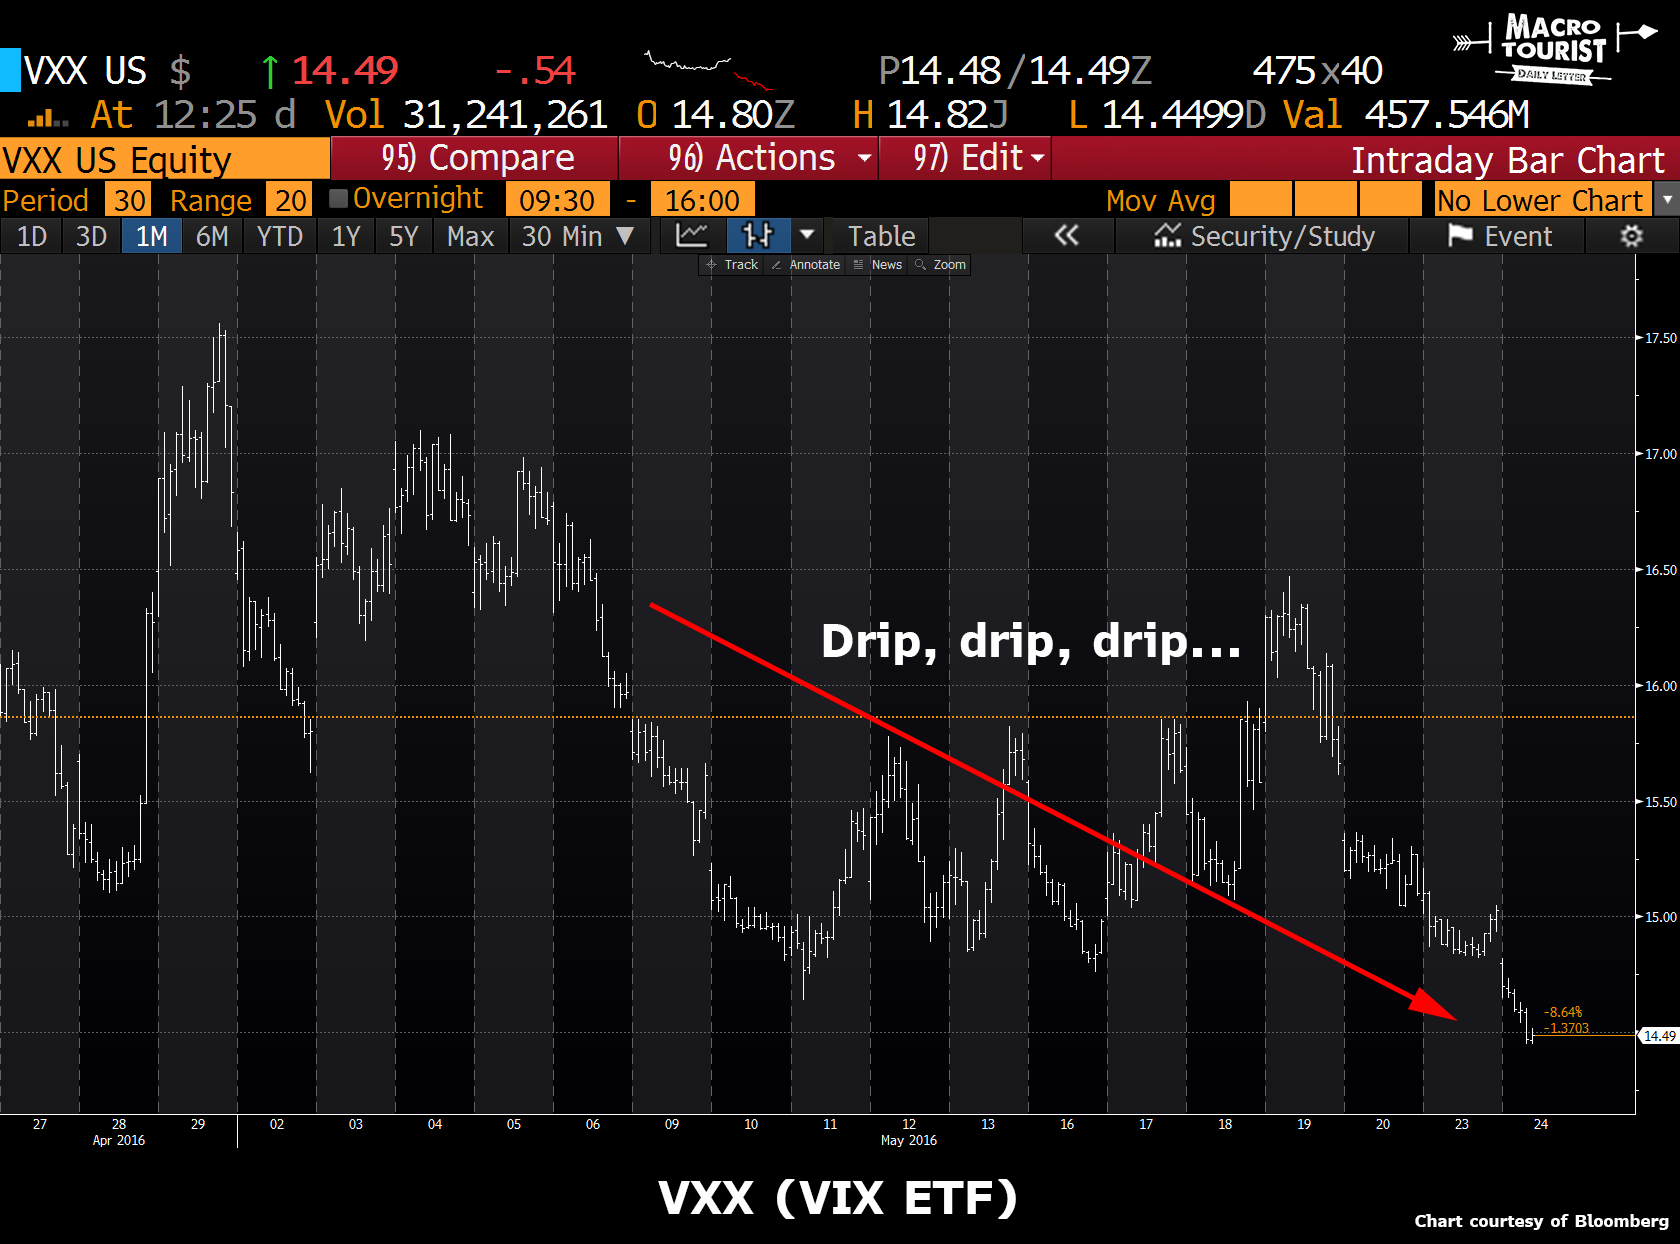 MACRO
TOURIST
DAILY LETTER
VXX US $ ↑ 14.49 -.54 P14.48/14.49Z 475x40
At 12:25 d Vol 31,241,261 O 14.80Z H 14.82J L 14.4499D Val 457.546M
VXX US Equity 95) Compare 96) Actions 97) Edit Intraday Bar Chart
Period 30 Range 20 Overnight 09:30 - 16:00 Mov Avg No Lower Chart
1D 3D 1M 6M YTD 1Y 5Y Max 30 Min ▼ Table « Security/Study Event
Track Annotate News Zoom
17.50
17.00
16.50
Drip, drip, drip...
16.00
15.50
15.00
-8.64%
-1.3703
14.49
27 28 29 02 03 04 05 06 09 10 11 12 13 16 17 18 19 20 23 24
Apr 2016 May 2016
VXX (VIX ETF)
Chart courtesy of Bloomberg